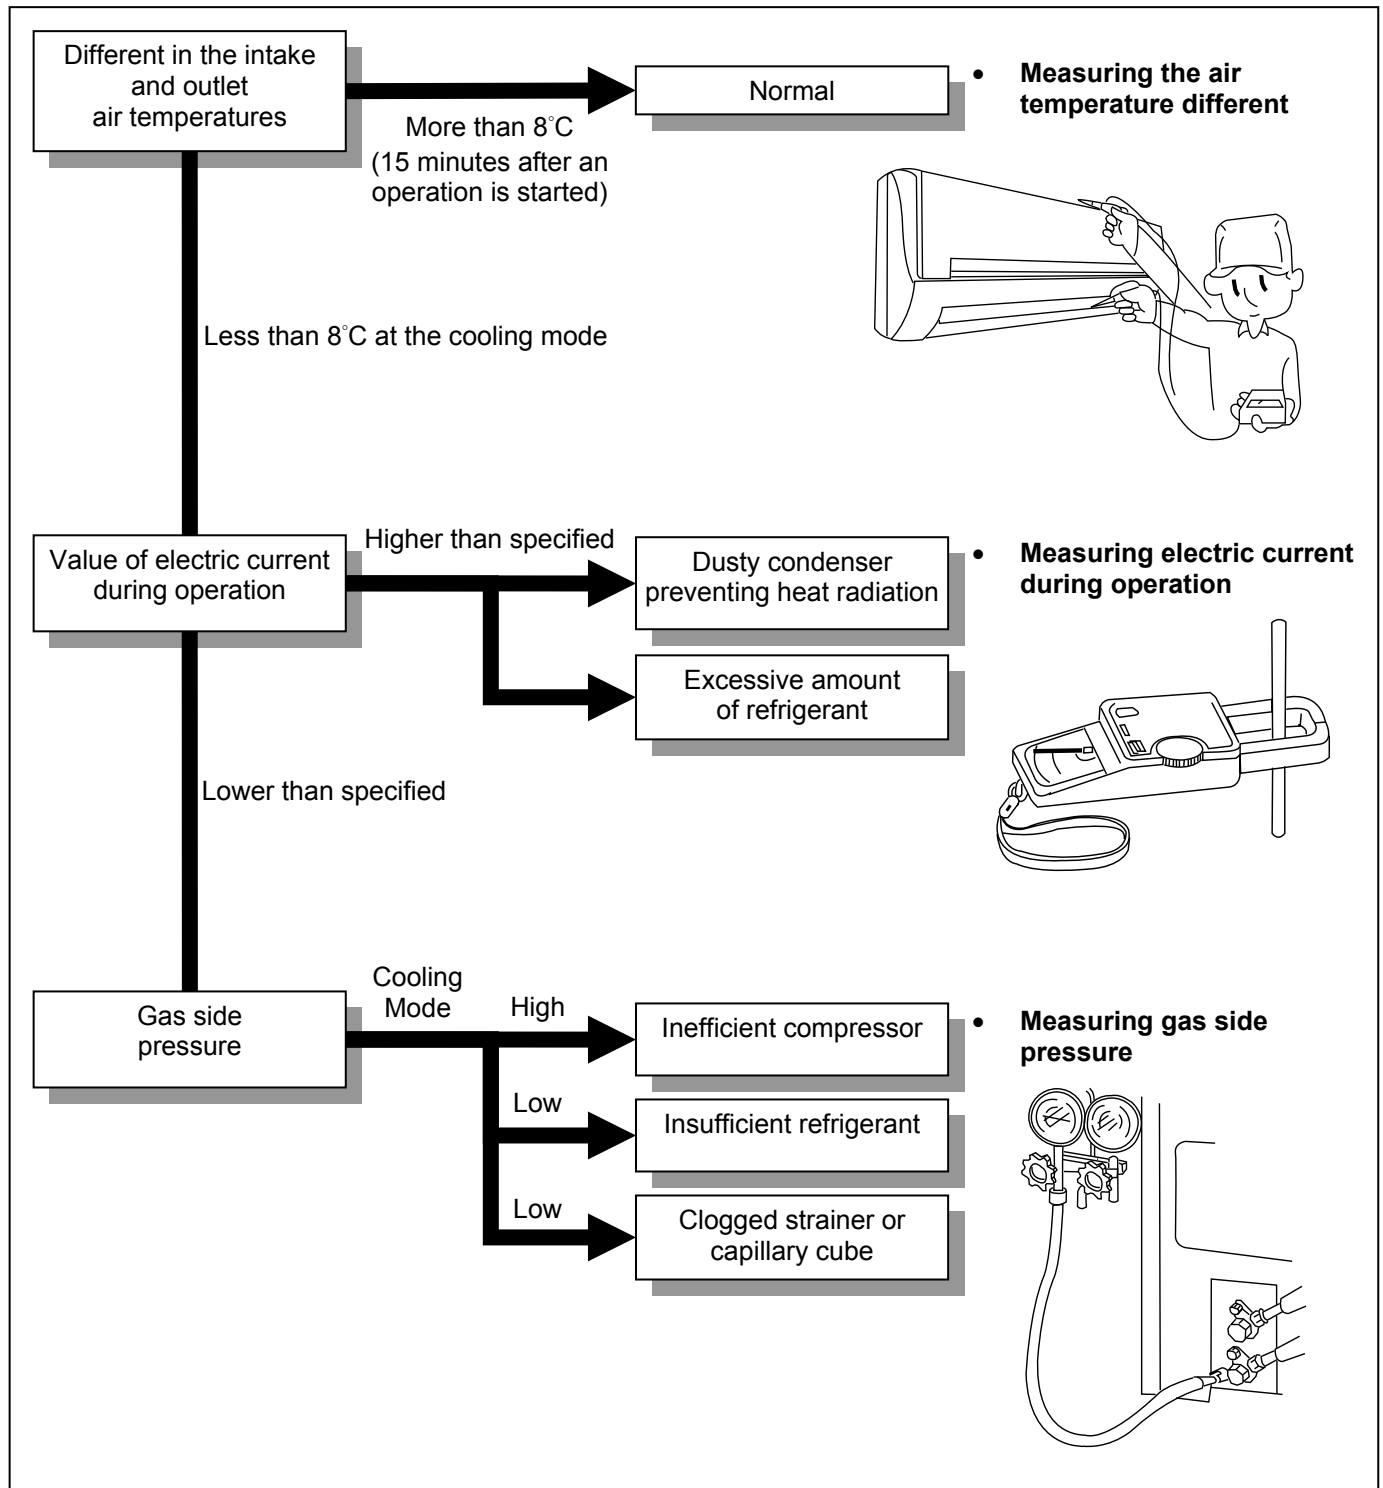 Different in the intake
and outlet
air temperatures
More than 8°C
(15 minutes after an
operation is started)
Normal
• Measuring the air
temperature different
Less than 8°C at the cooling mode
Value of electric current
during operation
Higher than specified
Dusty condenser
preventing heat radiation
Excessive amount
of refrigerant
• Measuring electric current
during operation
Lower than specified
Gas side
pressure
Cooling
Mode
High
Inefficient compressor
Low
Insufficient refrigerant
Low
Clogged strainer or
capillary cube
• Measuring gas side
pressure